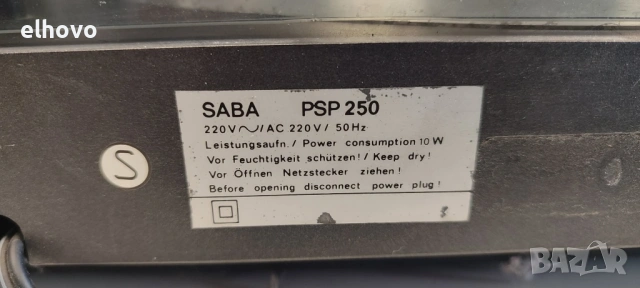 elhovo
SABA PSP 250
220V~/AC 220V/ 50Hz
Leistungsaufn./ Power consumption 10 W
Vor Feuchtigkeit schützen!/ Keep dry!
Vor Öffnen Netzstecker ziehen!
Before opening disconnect power plug!
S
BAZAR